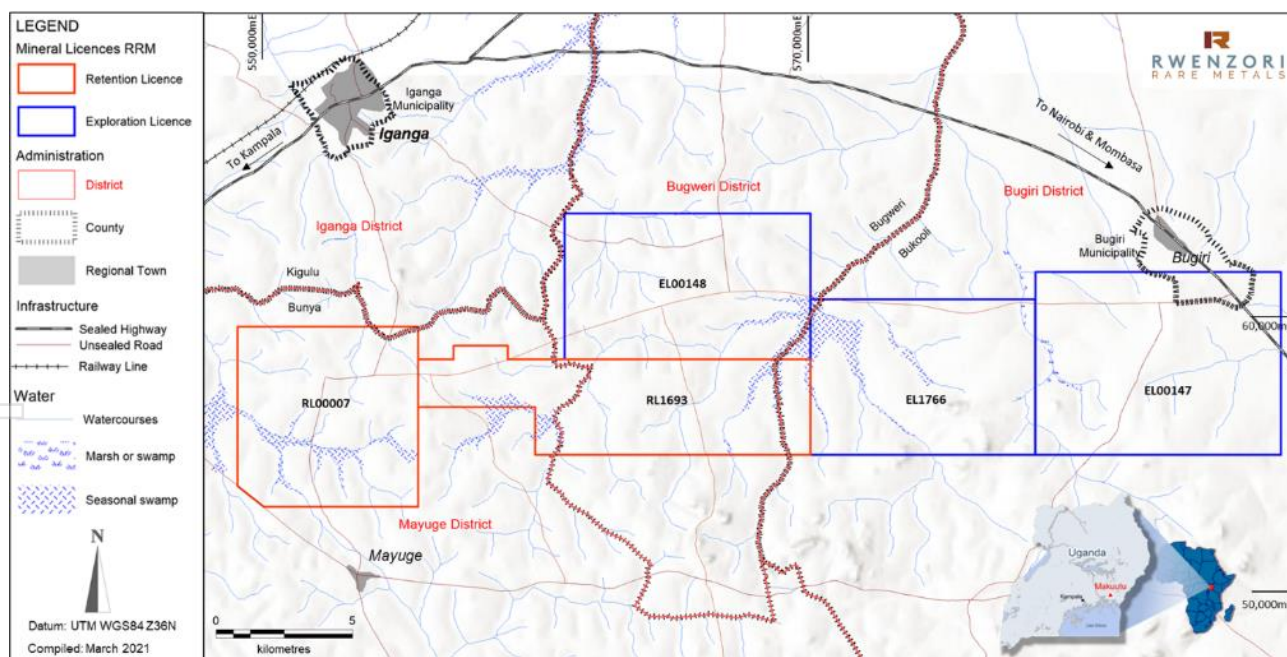 LEGEND
Mineral Licences RRM
Retention Licence
Exploration Licence
Administration
District
County
Regional Town
Infrastructure
Sealed Highway
Unsealed Road
Railway Line
Water
Watercourses
Marsh or swamp
Seasonal swamp
N
Datum: UTM WGS84 Z36N
Compiled: March 2021
550,000mE
570,000mE
RWENZORI
RARE METALS
Iganga
Municipality
Iganga
To Kampala
To Nairobi & Mombasa
Bugweri District
Bugiri District
Iganga District
Bugweri
Bukooli
Bugiri
Municipality
Bugiri
Kigulu
Bunya
EL00148
60,000mN
RL00007
RL1693
EL1766
EL00147
Mayuge District
Mayuge
Uganda
Makuutu
Kampala
50,000mN
0 5
kilometres